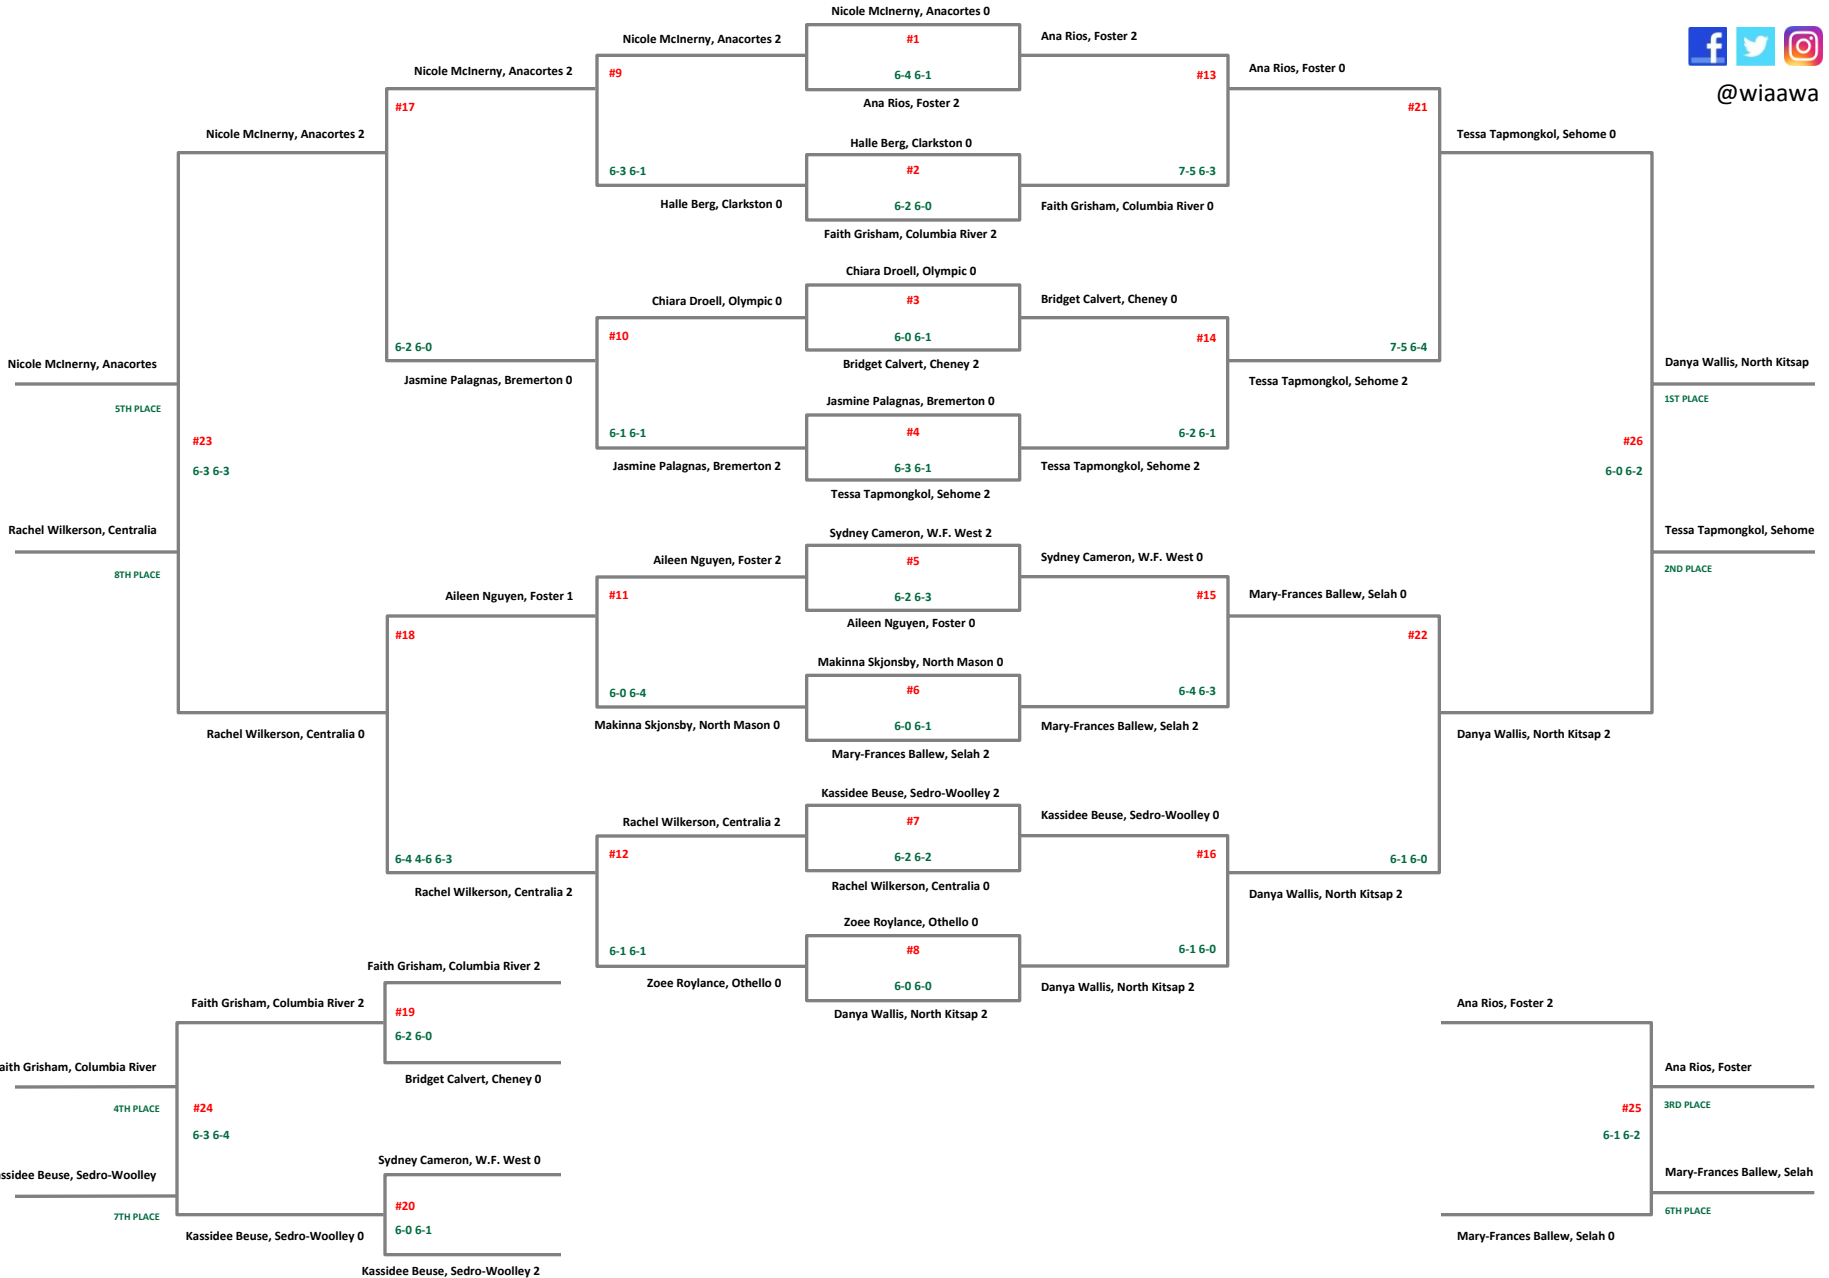 Nicole McInerny, Anacortes 0
Nicole McInerny, Anacortes 2
#1
Ana Rios, Foster 2
Nicole McInerny, Anacortes 2
#9
6-4 6-1
#13
Ana Rios, Foster 0
@wiaawa
#17
Ana Rios, Foster 2
#21
Nicole McInerny, Anacortes 2
Halle Berg, Clarkston 0
Tessa Tapmongkol, Sehome 0
6-3 6-1
#2
7-5 6-3
Halle Berg, Clarkston 0
6-2 6-0
Faith Grisham, Columbia River 0
Faith Grisham, Columbia River 2
Chiara Droell, Olympic 0
Chiara Droell, Olympic 0
#3
Bridget Calvert, Cheney 0
#10
6-0 6-1
#14
6-2 6-0
7-5 6-4
Nicole McInerny, Anacortes
Bridget Calvert, Cheney 2
Danya Wallis, North Kitsap
Jasmine Palagnas, Bremerton 0
Tessa Tapmongkol, Sehome 2
5TH PLACE
Jasmine Palagnas, Bremerton 0
1ST PLACE
#23
6-1 6-1
#4
6-2 6-1
#26
6-3 6-3
Jasmine Palagnas, Bremerton 2
6-3 6-1
Tessa Tapmongkol, Sehome 2
6-0 6-2
Tessa Tapmongkol, Sehome 2
Rachel Wilkerson, Centralia
Sydney Cameron, W.F. West 2
Tessa Tapmongkol, Sehome
Aileen Nguyen, Foster 2
#5
Sydney Cameron, W.F. West 0
8TH PLACE
2ND PLACE
Aileen Nguyen, Foster 1
#11
6-2 6-3
#15
Mary-Frances Ballew, Selah 0
#18
Aileen Nguyen, Foster 0
#22
Makinna Skjonsby, North Mason 0
6-0 6-4
#6
6-4 6-3
Makinna Skjonsby, North Mason 0
6-0 6-1
Mary-Frances Ballew, Selah 2
Rachel Wilkerson, Centralia 0
Danya Wallis, North Kitsap 2
Mary-Frances Ballew, Selah 2
Kassidee Beuse, Sedro-Woolley 2
Rachel Wilkerson, Centralia 2
#7
Kassidee Beuse, Sedro-Woolley 0
6-4 4-6 6-3
#12
6-2 6-2
#16
6-1 6-0
Rachel Wilkerson, Centralia 2
Rachel Wilkerson, Centralia 0
Danya Wallis, North Kitsap 2
Zoee Roylance, Othello 0
6-1 6-1
#8
6-1 6-0
Faith Grisham, Columbia River 2
Zoee Roylance, Othello 0
6-0 6-0
Danya Wallis, North Kitsap 2
Faith Grisham, Columbia River 2
#19
Danya Wallis, North Kitsap 2
Ana Rios, Foster 2
6-2 6-0
aith Grisham, Columbia River
Bridget Calvert, Cheney 0
Ana Rios, Foster
4TH PLACE
#24
#25
3RD PLACE
6-3 6-4
6-1 6-2
Sydney Cameron, W.F. West 0
ssidee Beuse, Sedro-Woolley
Mary-Frances Ballew, Selah
#20
7TH PLACE
6-0 6-1
6TH PLACE
Kassidee Beuse, Sedro-Woolley 0
Mary-Frances Ballew, Selah 0
Kassidee Beuse, Sedro-Woolley 2